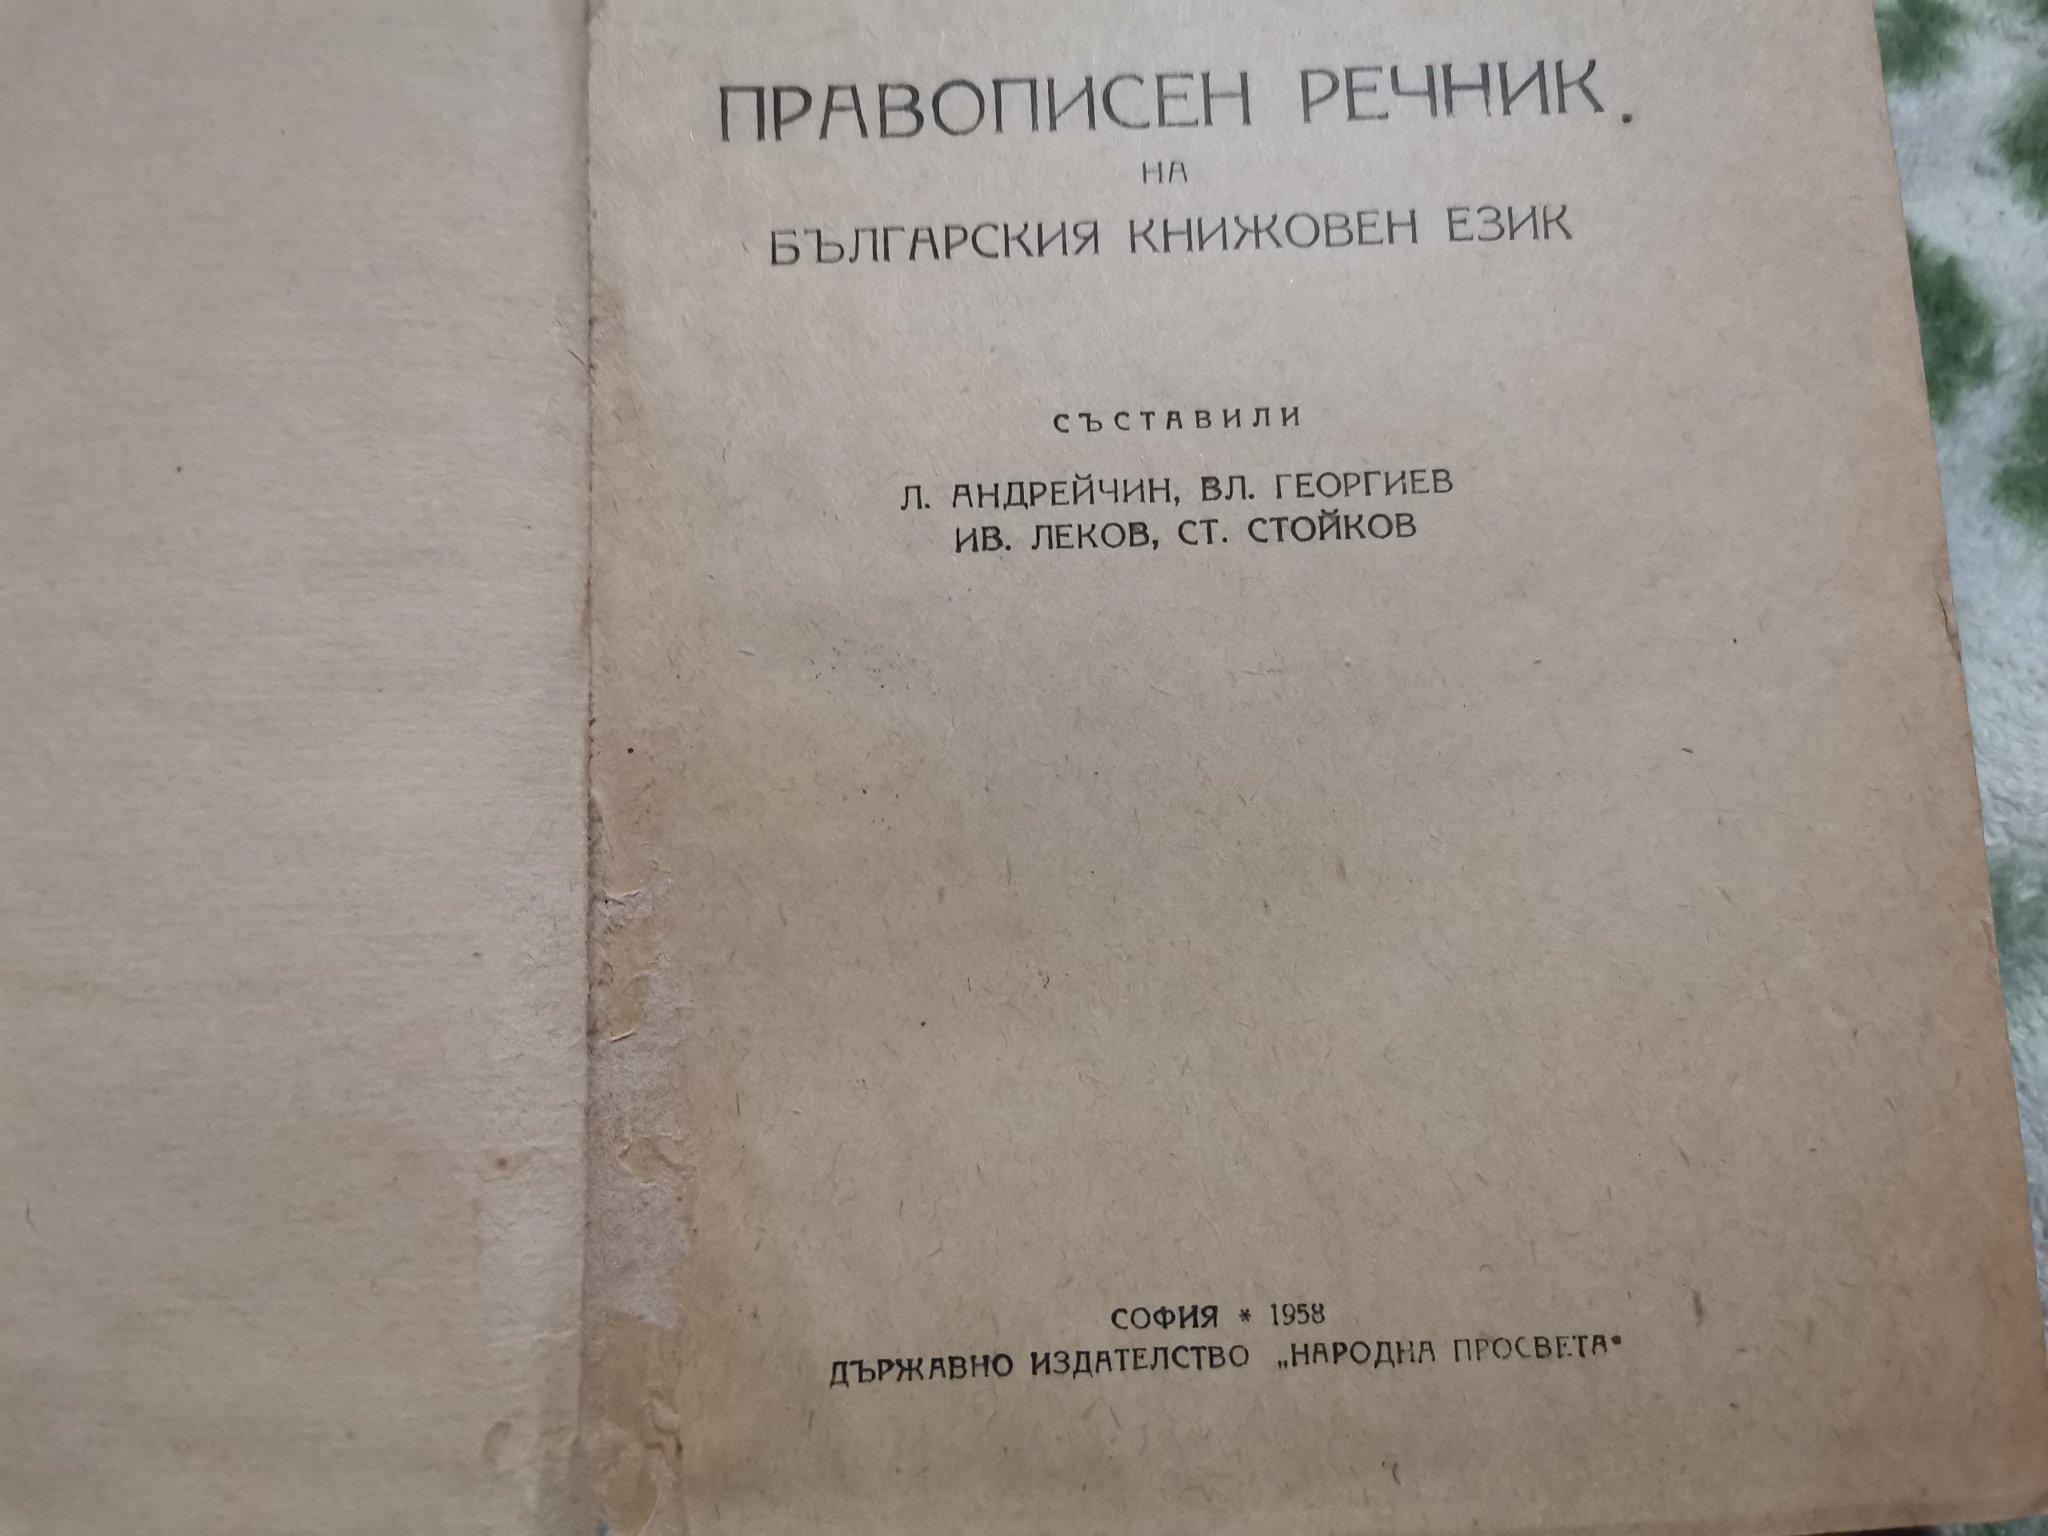 ПРАВОПИСЕН РЕЧНИК
НА
БЪЛГАРСКИЯ КНИЖОВЕН ЕЗИК
СЪСТАВИЛИ
Л. АНДРЕЙЧИН, ВЛ. ГЕОРГИЕВ
ИВ. ЛЕКОВ, СТ. СТОЙКОВ
СОФИЯ * 1958
ДЪРЖАВНО ИЗДАТЕЛСТВО „НАРОДНА ПРОСВЕТА“